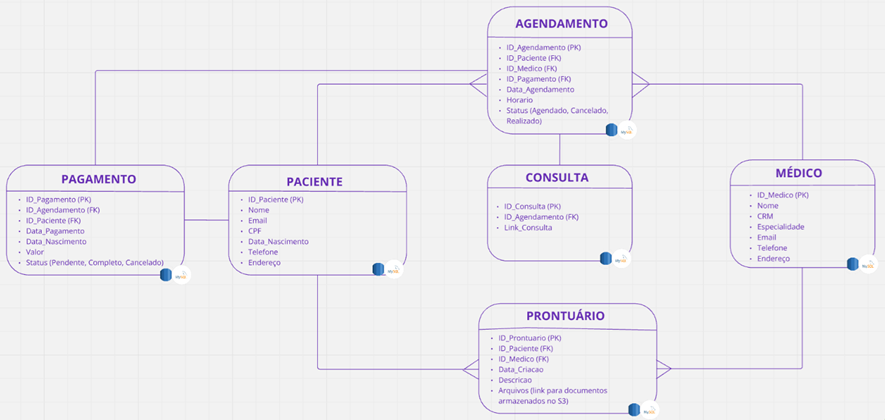 AGENDAMENTO
ID_Agendamento (PK)
ID_Paciente (FK)
ID_Medico (FK)
ID_Pagamento (FK)
Data_Agendamento
Horario
Status (Agendado, Cancelado,
Realizado)
PAGAMENTO
ID_Pagamento (PK)
ID_Agendamento (FK)
ID_Paciente (FK)
Data_Pagamento
Data_Nascimento
Valor
Status (Pendente, Completo, Cancelado)
PACIENTE
ID_Paciente (PK)
Nome
Email
CPF
Data_Nascimento
Telefone
Endereço
CONSULTA
ID_Consulta (PK)
ID_Agendamento (FK)
Link_Consulta
MÉDICO
ID_Medico (PK)
Nome
CRM
Especialidade
Email
Telefone
Endereço
PRONTUÁRIO
ID_Prontuario (PK)
ID_Paciente (FK)
ID_Medico (FK)
Data_Criacao
Descricao
Arquivos (link para documentos
armazenados no S3)